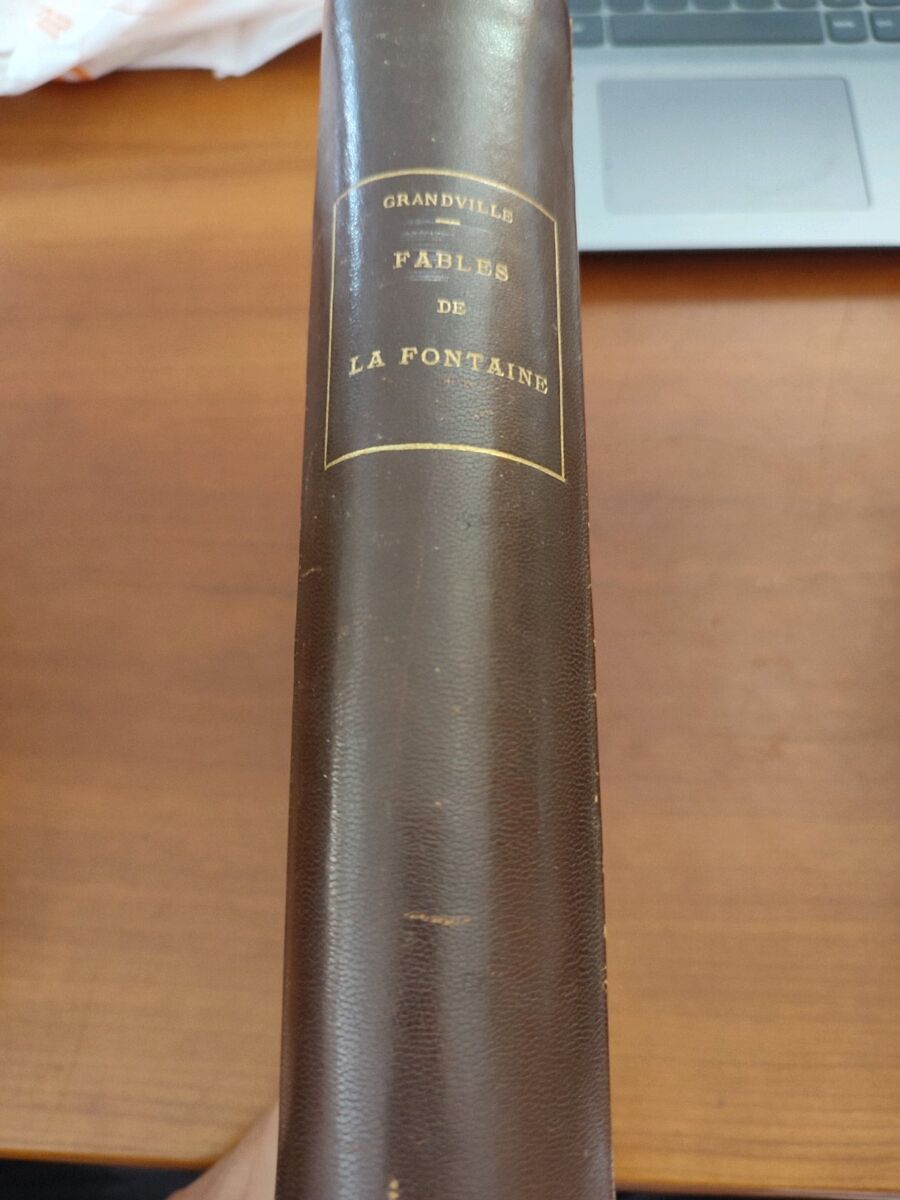 GRANDVILLE
FABLES
DE
LA FONTAINE